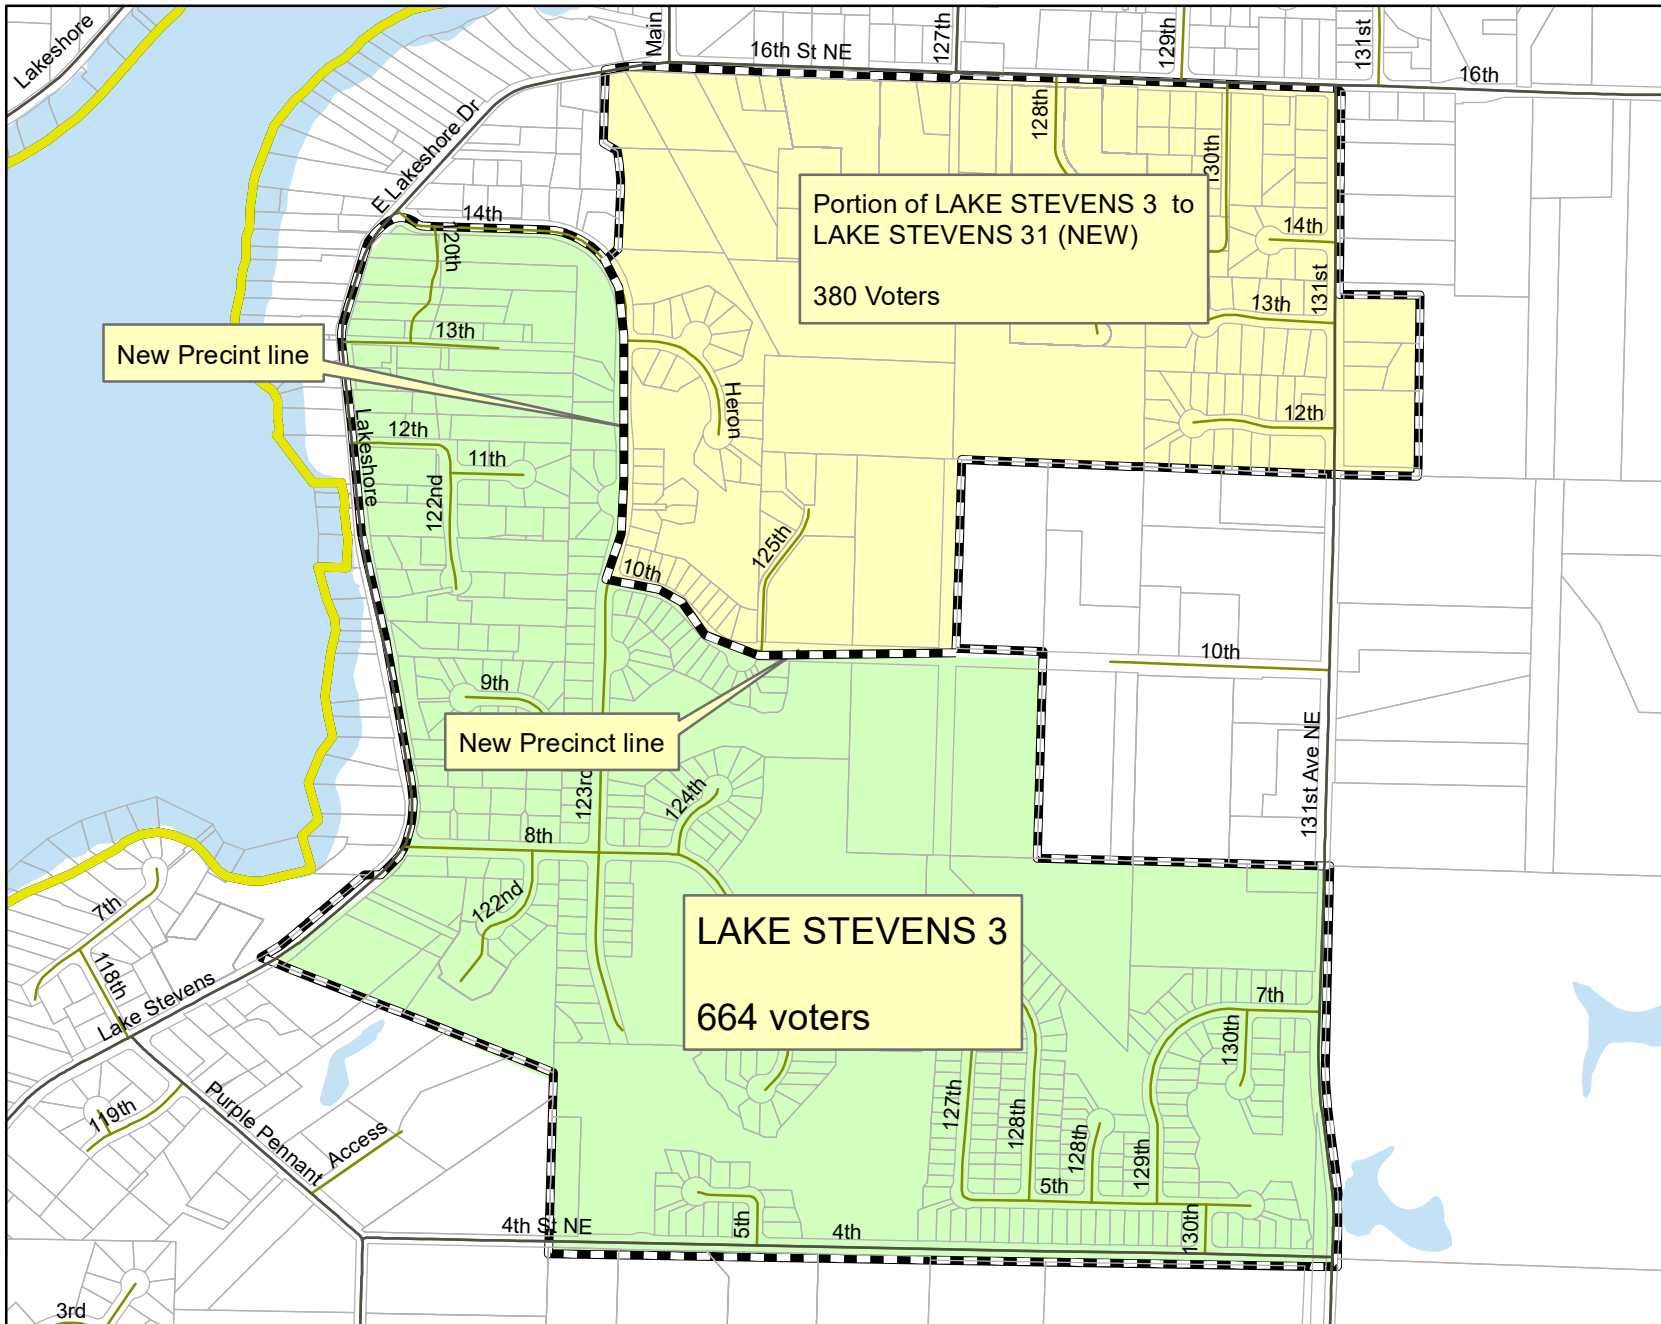 Lakeshore
Main
16th St NE
127th
129th
131st
16th
E Lakeshore Dr
128th
130th
14th
120th
Portion of LAKE STEVENS 3 to
LAKE STEVENS 31 (NEW)
380 Voters
14th
131st
13th
13th
New Precint line
Heron
12th
Lakeshore
12th
11th
122nd
125th
10th
10th
9th
New Precinct line
131st Ave NE
123rd
124th
8th
122nd
7th
118th
Lake Stevens
LAKE STEVENS 3
664 voters
7th
130th
119th
Purple Pennant
Access
127th
128th
128th
129th
5th
4th St NE
5th
4th
130th
3rd